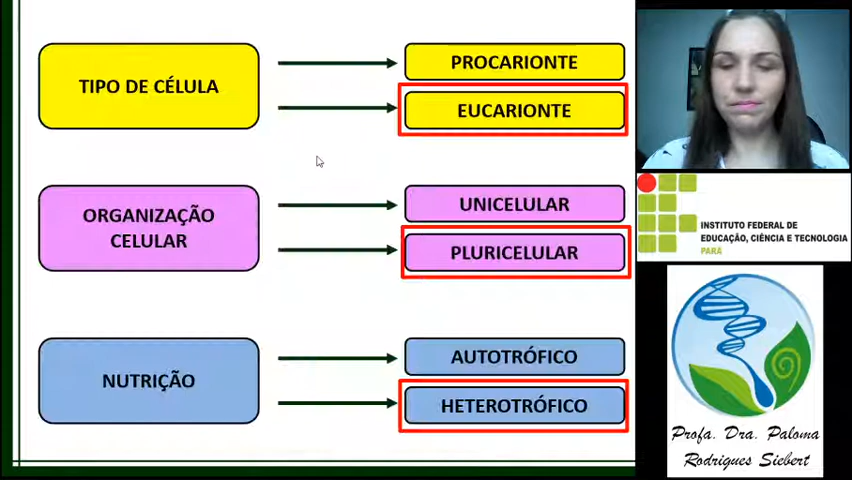 TIPO DE CÉLULA
PROCARIONTE
EUCARIONTE
ORGANIZAÇÃO
CELULAR
UNICELULAR
PLURICELULAR
NUTRIÇÃO
AUTOTRÓFICO
HETEROTRÓFICO
INSTITUTO FEDERAL DE
EDUCAÇÃO, CIÊNCIA E TECNOLOGIA
PARÁ
Profa. Dra. Paloma
Rodrigues Siebert